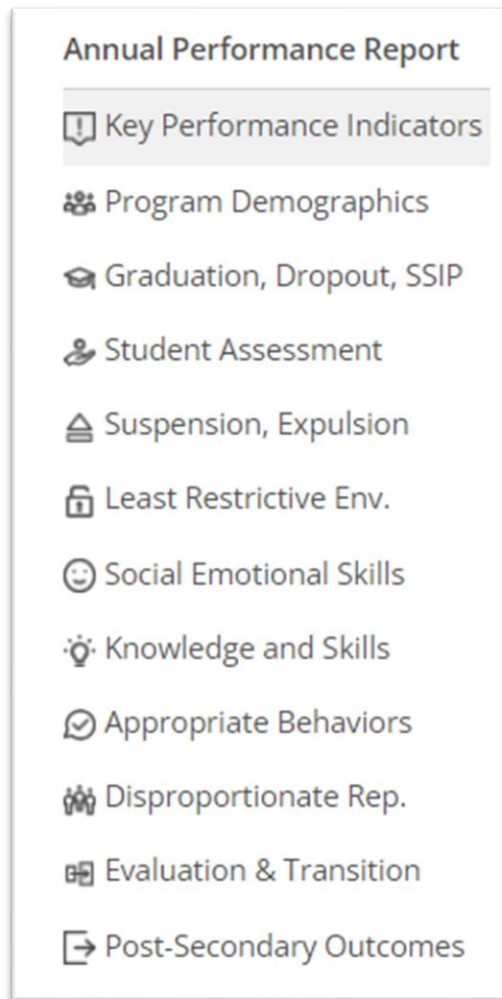 Annual Performance Report
Key Performance Indicators
Program Demographics
Graduation, Dropout, SSIP
Student Assessment
Suspension, Expulsion
Least Restrictive Env.
Social Emotional Skills
Knowledge and Skills
Appropriate Behaviors
Disproportionate Rep.
Evaluation & Transition
Post-Secondary Outcomes